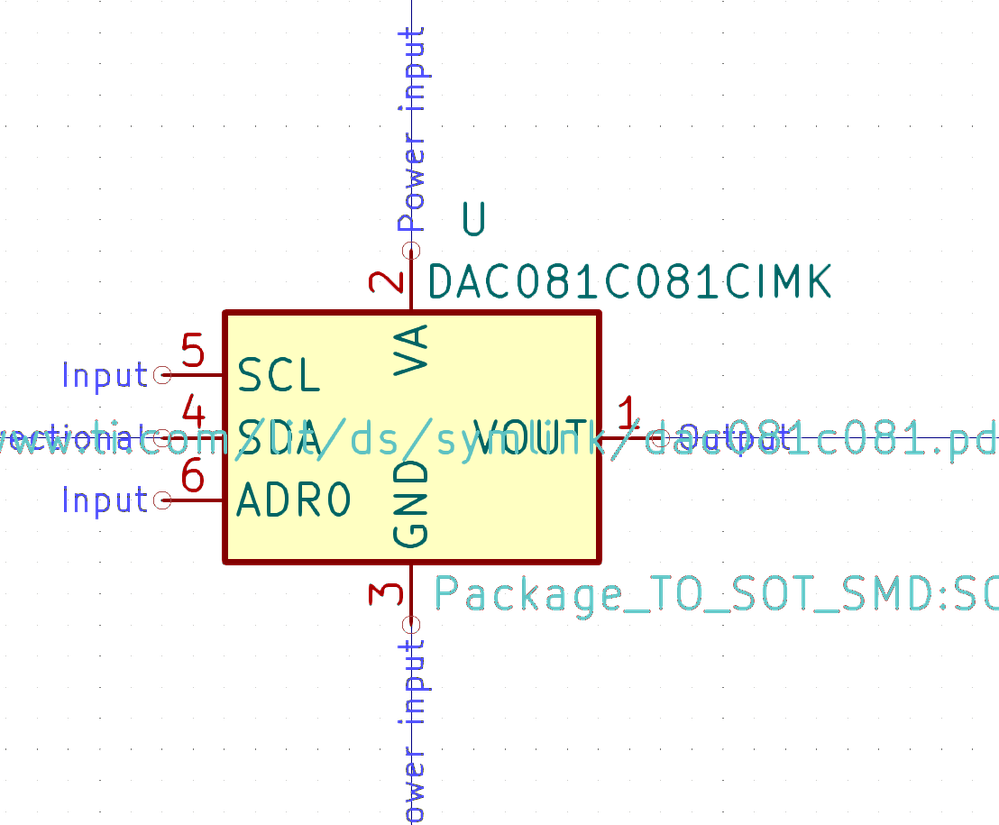 Power input
U
2
DAC081C081CIMK
VA
5
Input
SCL
4
1
ectional
SDA
VOUT
Output
ww.ti.com/lit/ds/symlink/dac081c081.pd
6
Input
ADR0
GND
3
Package_TO_SOT_SMD:SO
ower input